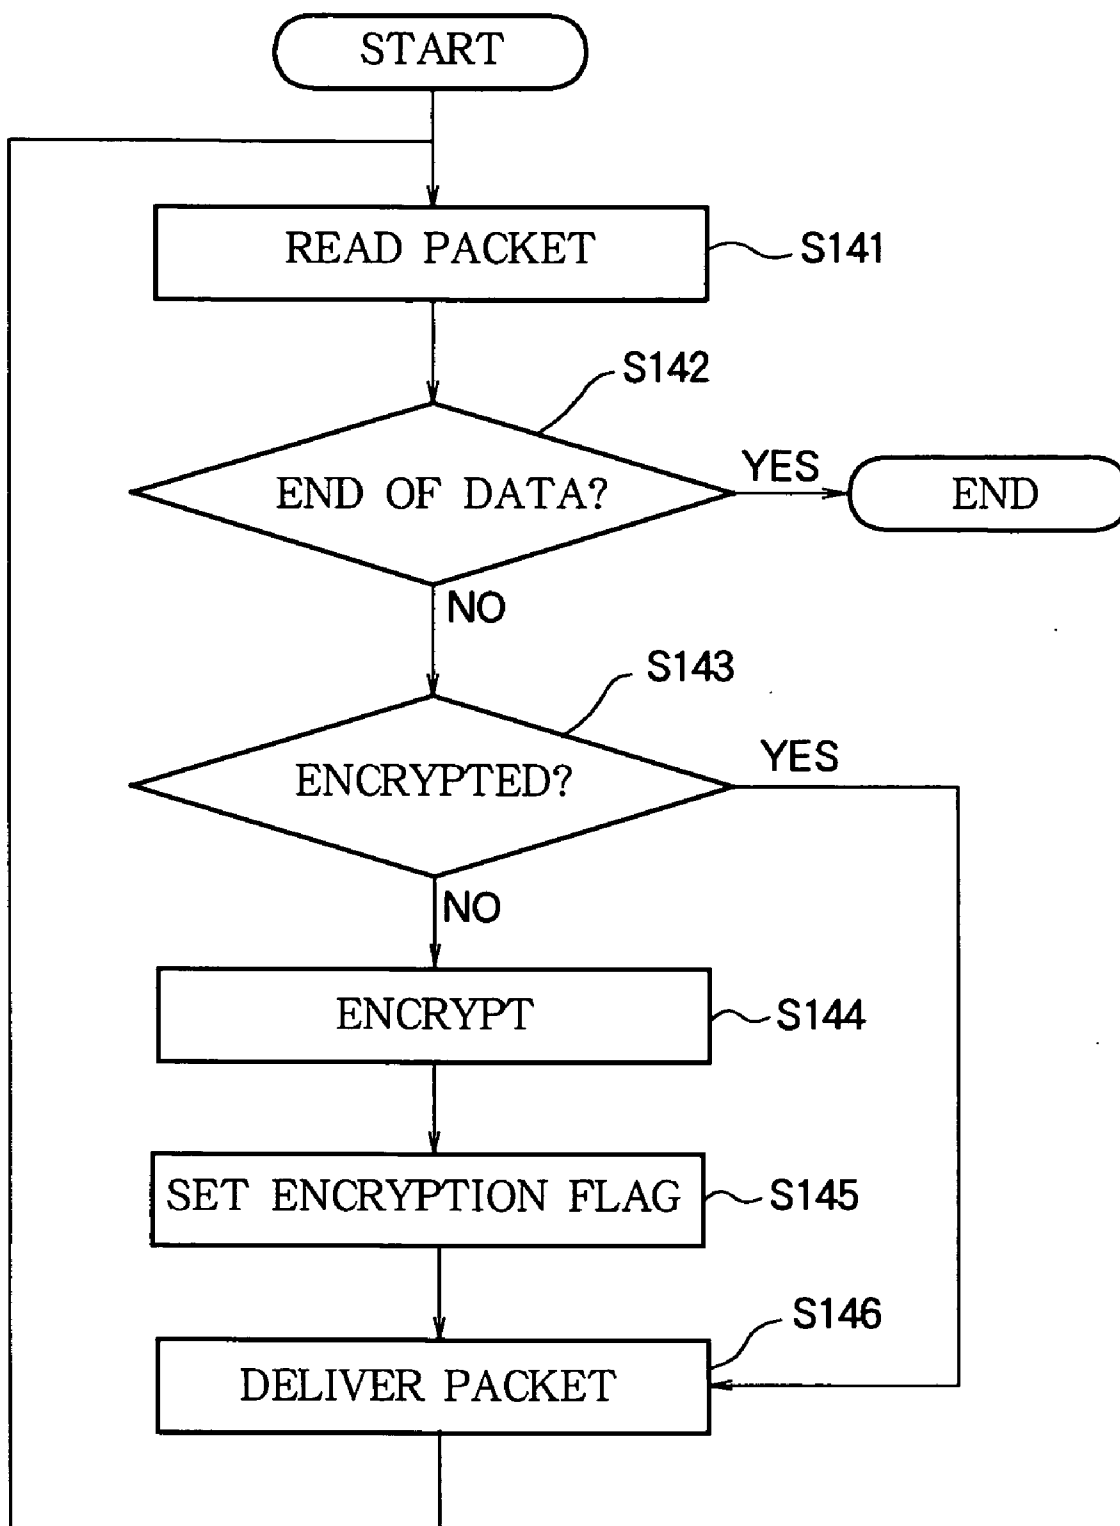 START
READ PACKET
S141
S142
END OF DATA?
YES
END
NO
S143
ENCRYPTED?
YES
NO
ENCRYPT
S144
SET ENCRYPTION FLAG
S145
S146
DELIVER PACKET